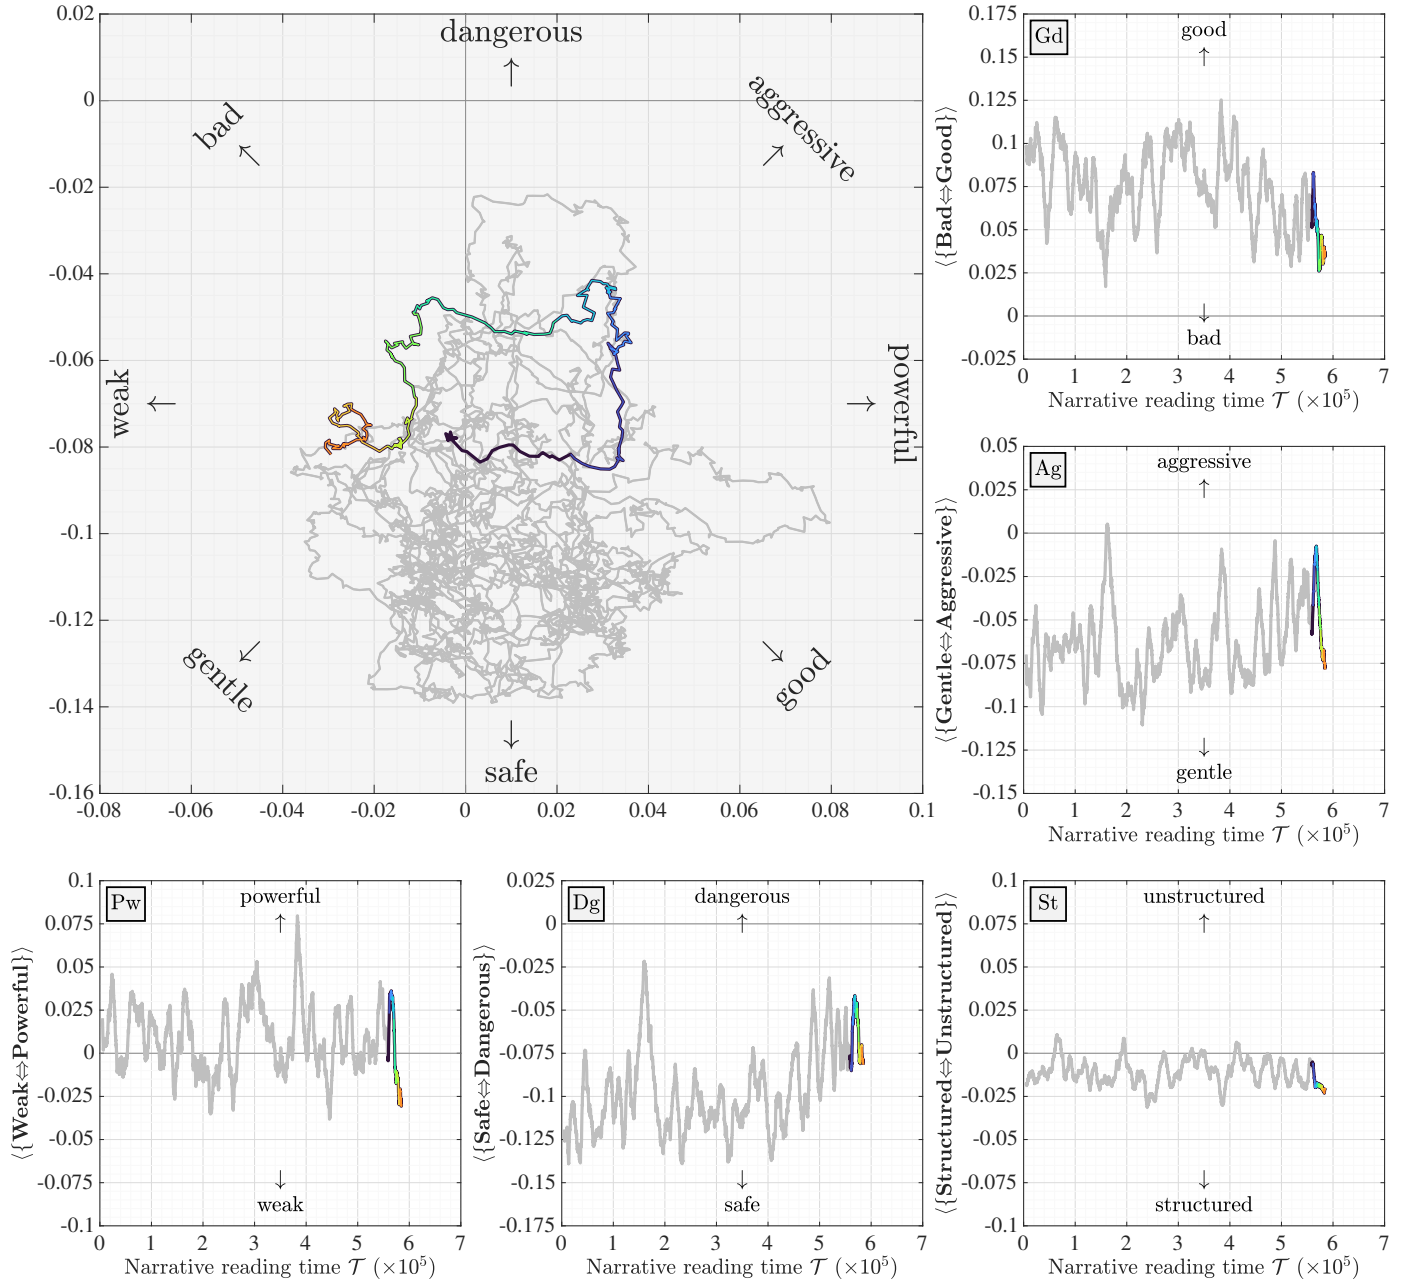 0.02
0
-0.02
-0.04
-0.06
-0.08
-0.1
-0.12
-0.14
-0.16
-0.08
-0.06
-0.04
-0.02
0
0.02
0.04
0.06
0.08
0.1
dangerous
↑
bad
↖
aggressive
↗
weak
←
powerful
→
gentle
↙
good
↘
↓
safe
Gd
good
↑
↓
bad
⟨{Bad⇔Good}⟩
0.175
0.15
0.125
0.1
0.075
0.05
0.025
0
-0.025
0 1 2 3 4 5 6 7
Narrative reading time 𝒯 (×10⁵)
Ag
aggressive
↑
↓
gentle
⟨{Gentle⇔Aggressive}⟩
0.05
0.025
0
-0.025
-0.05
-0.075
-0.1
-0.125
-0.15
0 1 2 3 4 5 6 7
Narrative reading time 𝒯 (×10⁵)
Pw
powerful
↑
↓
weak
⟨{Weak⇔Powerful}⟩
0.1
0.075
0.05
0.025
0
-0.025
-0.05
-0.075
-0.1
0 1 2 3 4 5 6 7
Narrative reading time 𝒯 (×10⁵)
Dg
dangerous
↑
↓
safe
⟨{Safe⇔Dangerous}⟩
0.025
0
-0.025
-0.05
-0.075
-0.1
-0.125
-0.15
-0.175
0 1 2 3 4 5 6 7
Narrative reading time 𝒯 (×10⁵)
St
unstructured
↑
↓
structured
⟨{Structured⇔Unstructured}⟩
0.1
0.075
0.05
0.025
0
-0.025
-0.05
-0.075
-0.1
0 1 2 3 4 5 6 7
Narrative reading time 𝒯 (×10⁵)